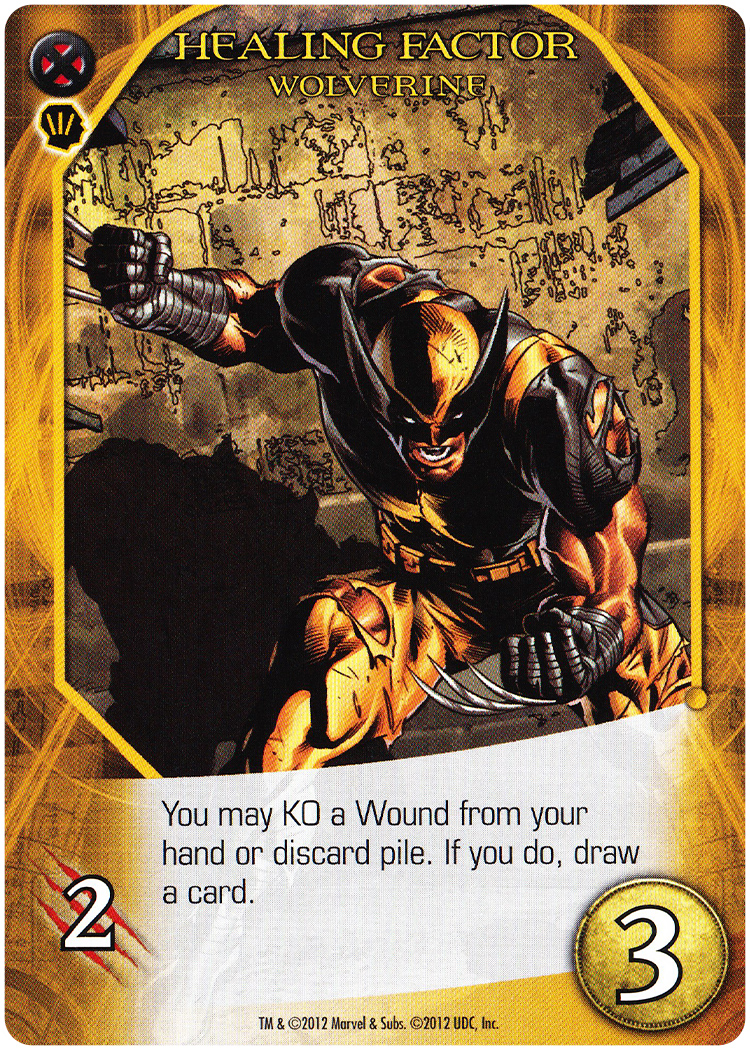 HEALING FACTOR
WOLVERINE
You may KO a Wound from your
hand or discard pile. If you do, draw
a card.
2
3
TM & ©2012 Marvel & Subs. ©2012 UDC, Inc.